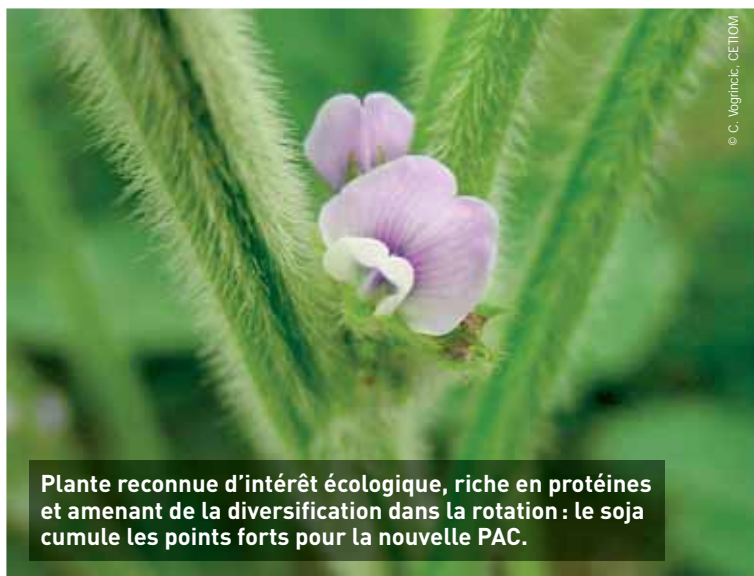 © C. Vogrincic, CETIOM
Plante reconnue d’intérêt écologique, riche en protéines
et amenant de la diversification dans la rotation : le soja
cumule les points forts pour la nouvelle PAC.